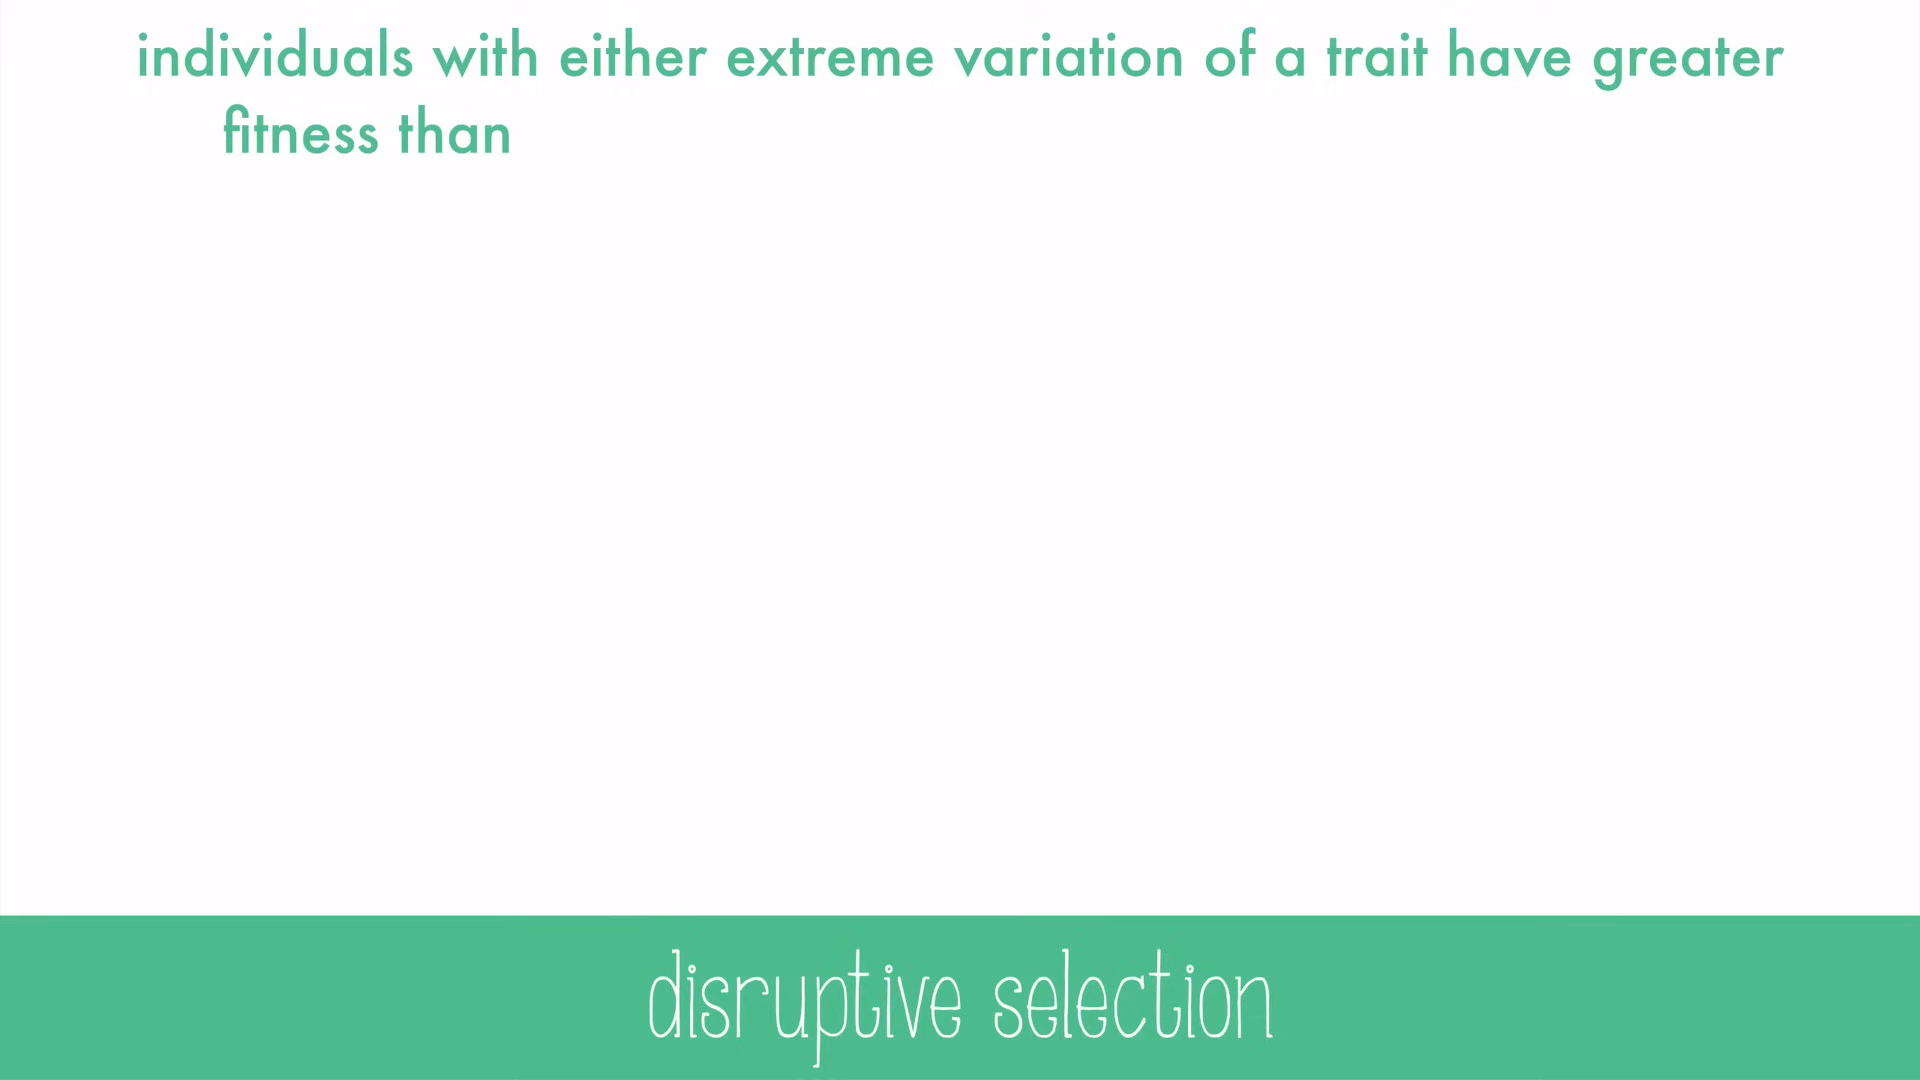 individuals with either extreme variation of a trait have greater
fitness than
disruptive selection